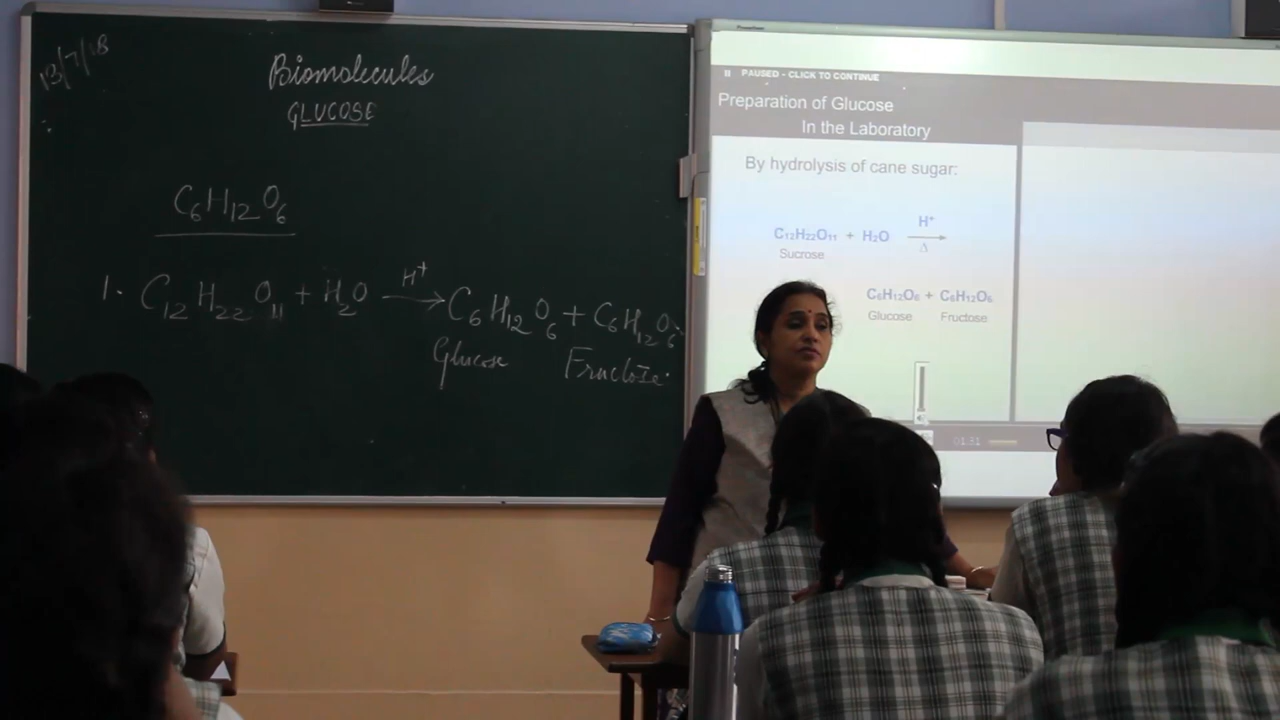 13/7/18
Biomolecules
GLUCOSE
C₆H₁₂O₆
1. C₁₂H₂₂O₁₁ + H₂O —H⁺→ C₆H₁₂O₆ + C₆H₁₂O₆
Glucose Fructose
II PAUSED - CLICK TO CONTINUE
Preparation of Glucose
In the Laboratory
By hydrolysis of cane sugar:
H⁺
C₁₂H₂₂O₁₁ + H₂O ⟶
Δ
Sucrose
C₆H₁₂O₆ + C₆H₁₂O₆
Glucose Fructose